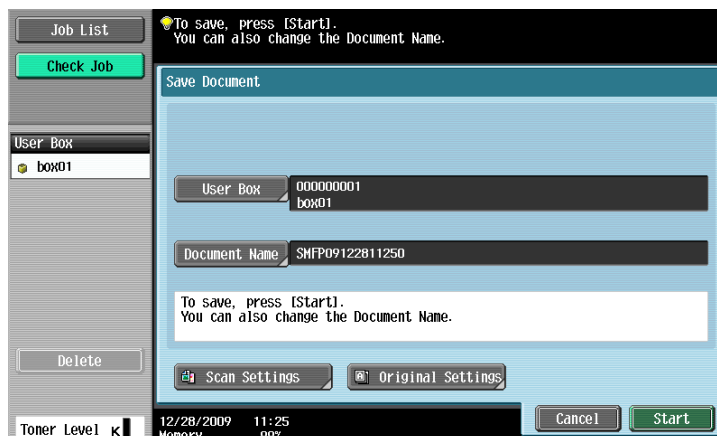 Job List
Check Job
To save, press [Start].
You can also change the Document Name.
Save Document
User Box
box01
User Box
000000001
box01
Document Name
SMFP09122811250
To save, press [Start].
You can also change the Document Name.
Delete
Scan Settings
Original Settings
Toner Level K
12/28/2009 11:25
Memory 99%
Cancel
Start